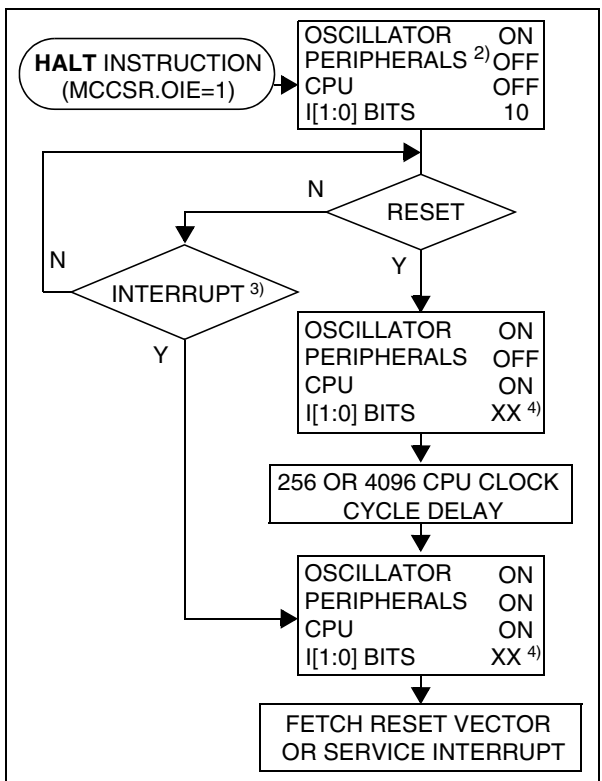 HALT INSTRUCTION
(MCCSR.OIE=1)
OSCILLATOR ON
PERIPHERALS 2) OFF
CPU OFF
I[1:0] BITS 10
N
RESET
N
INTERRUPT 3)
Y
Y
OSCILLATOR ON
PERIPHERALS OFF
CPU ON
I[1:0] BITS XX 4)
256 OR 4096 CPU CLOCK
CYCLE DELAY
OSCILLATOR ON
PERIPHERALS ON
CPU ON
I[1:0] BITS XX 4)
FETCH RESET VECTOR
OR SERVICE INTERRUPT